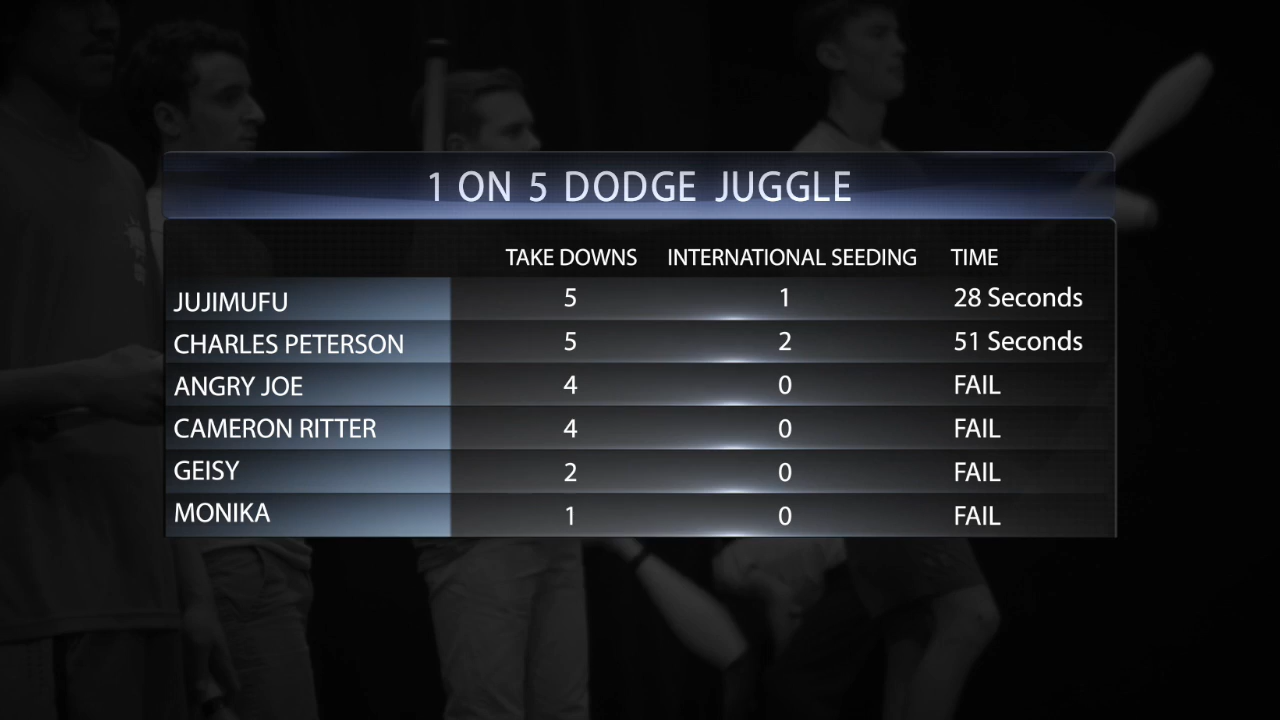 1 ON 5 DODGE JUGGLE
TAKE DOWNS INTERNATIONAL SEEDING TIME
JUJIMUFU 5 1 28 Seconds
CHARLES PETERSON 5 2 51 Seconds
ANGRY JOE 4 0 FAIL
CAMERON RITTER 4 0 FAIL
GEISY 2 0 FAIL
MONIKA 1 0 FAIL